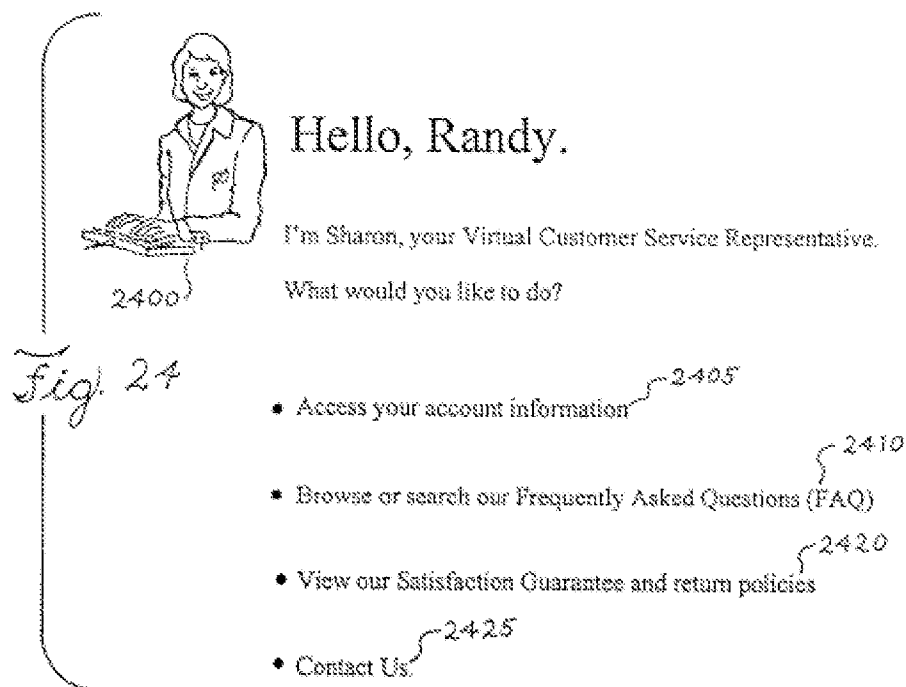 Hello, Randy.
I'm Sharon, your Virtual Customer Service Representative.
2400
What would you like to do?
Fig. 24
2405
• Access your account information
2410
• Browse or search our Frequently Asked Questions (FAQ)
2420
• View our Satisfaction Guarantee and return policies
2425
• Contact Us.